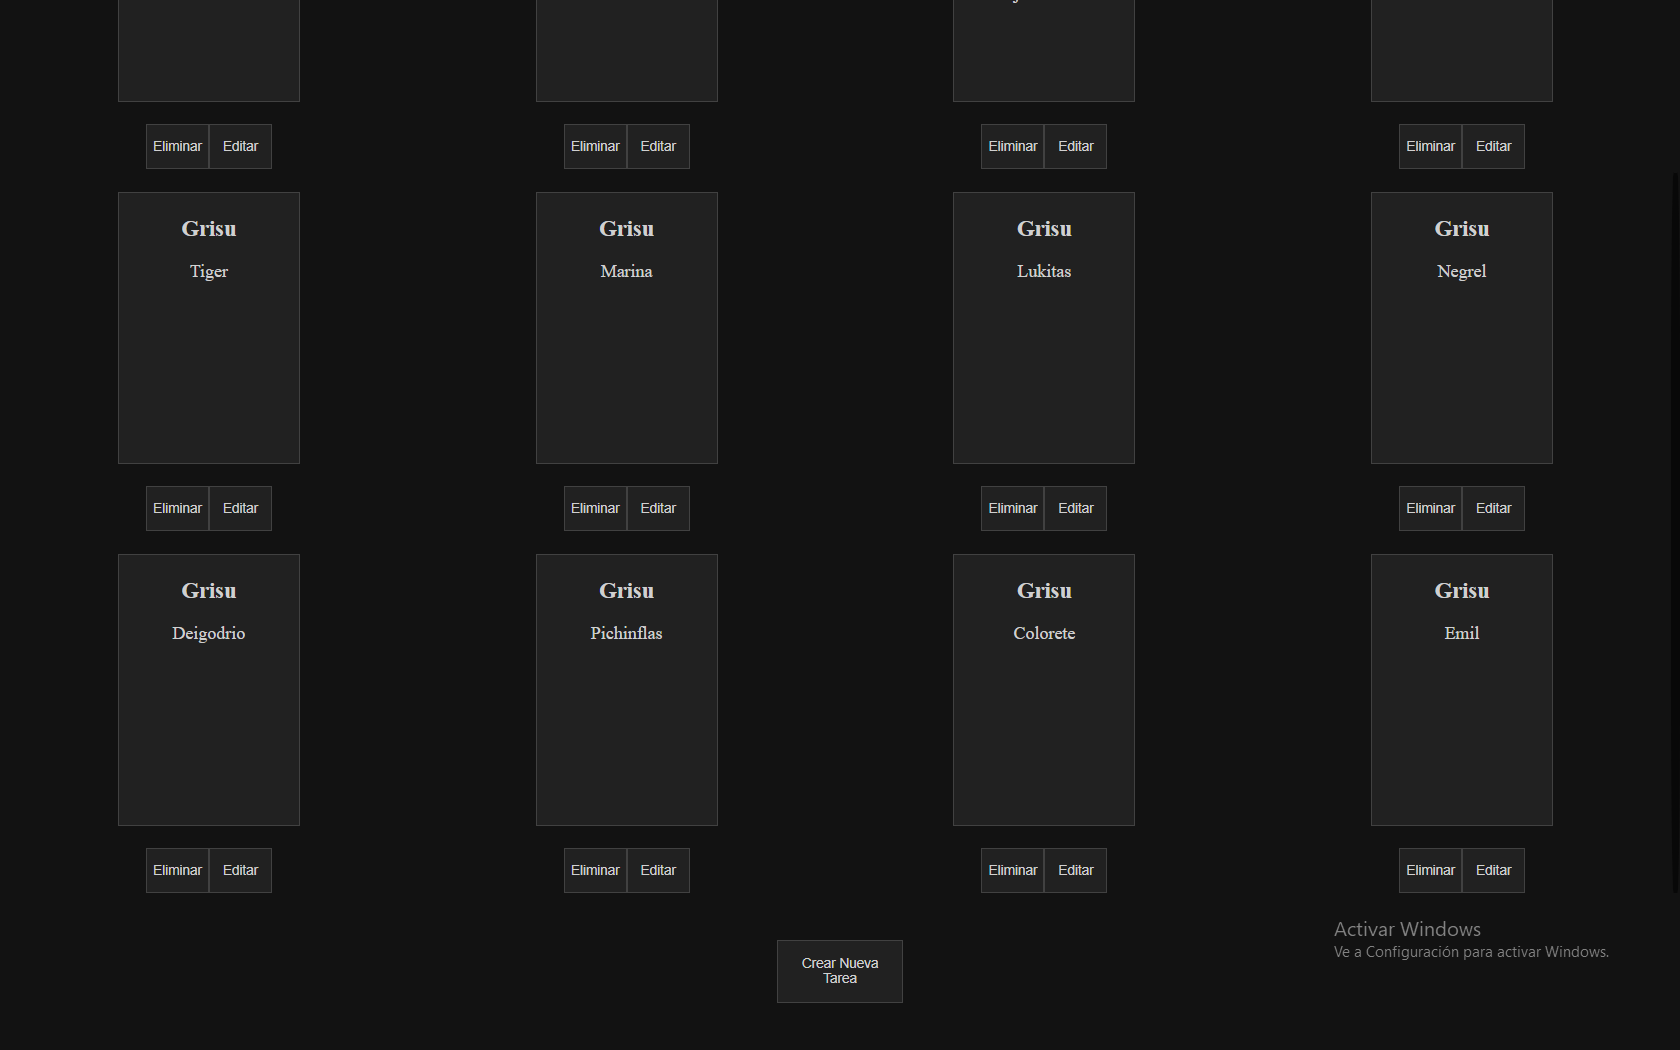 Eliminar Editar Eliminar Editar Eliminar Editar Eliminar Editar
Grisu Grisu Grisu Grisu
Tiger Marina Lukitas Negrel
Eliminar Editar Eliminar Editar Eliminar Editar Eliminar Editar
Grisu Grisu Grisu Grisu
Deigodrio Pichinflas Colorete Emil
Eliminar Editar Eliminar Editar Eliminar Editar Eliminar Editar
Activar Windows
Ve a Configuración para activar Windows.
Crear Nueva
Tarea